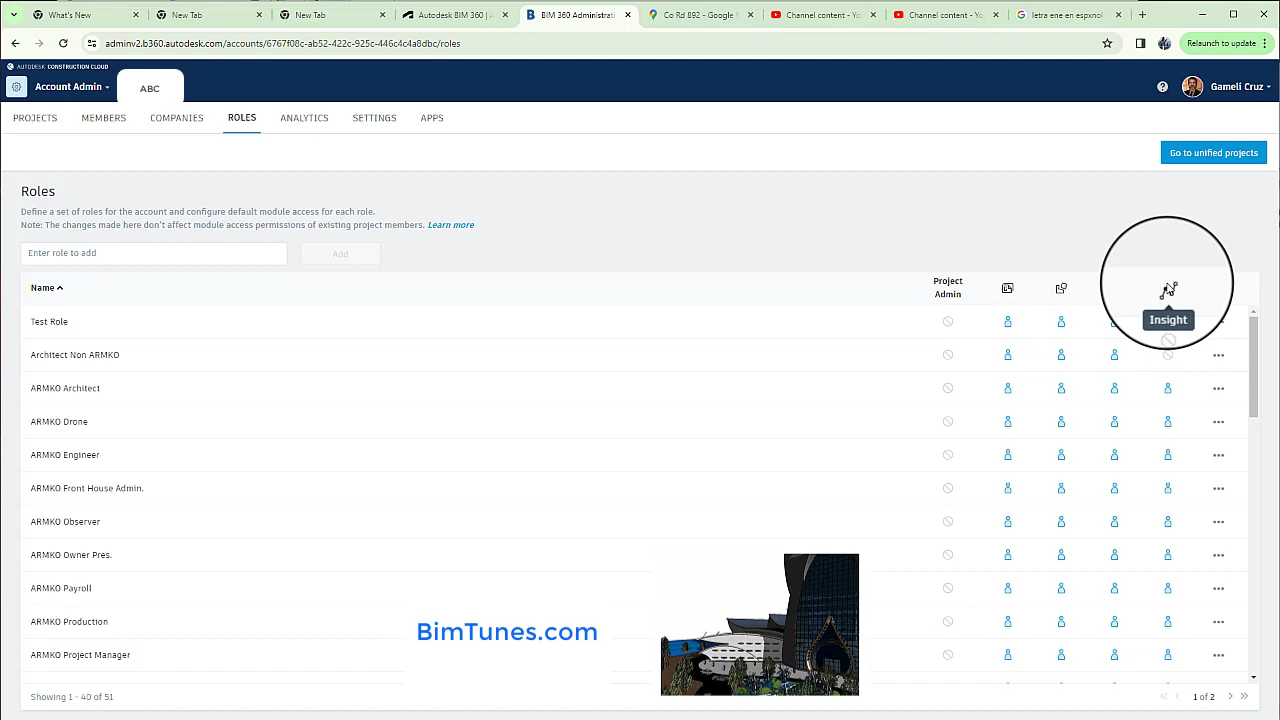 What's New
New Tab
New Tab
Autodesk BIM 360 | A
BIM 360 Administrati
Co Rd 892 - Google M
Channel content - Yo
Channel content - Yo
letra ene en espxnol
adminv2.b360.autodesk.com/accounts/6767f08c-ab52-422c-925c-446c4c4a8dbc/roles
Relaunch to update
AUTODESK CONSTRUCTION CLOUD
Account Admin
ABC
Gameli Cruz
PROJECTS
MEMBERS
COMPANIES
ROLES
ANALYTICS
SETTINGS
APPS
Go to unified projects
Roles
Define a set of roles for the account and configure default module access for each role.
Note: The changes made here don't affect module access permissions of existing project members. Learn more
Enter role to add
Add
Name
Project
Admin
Insight
Test Role
Architect Non ARMKO
ARMKO Architect
ARMKO Drone
ARMKO Engineer
ARMKO Front House Admin.
ARMKO Observer
ARMKO Owner Pres.
ARMKO Payroll
ARMKO Production
ARMKO Project Manager
BimTunes.com
Showing 1 - 40 of 51
1 of 2